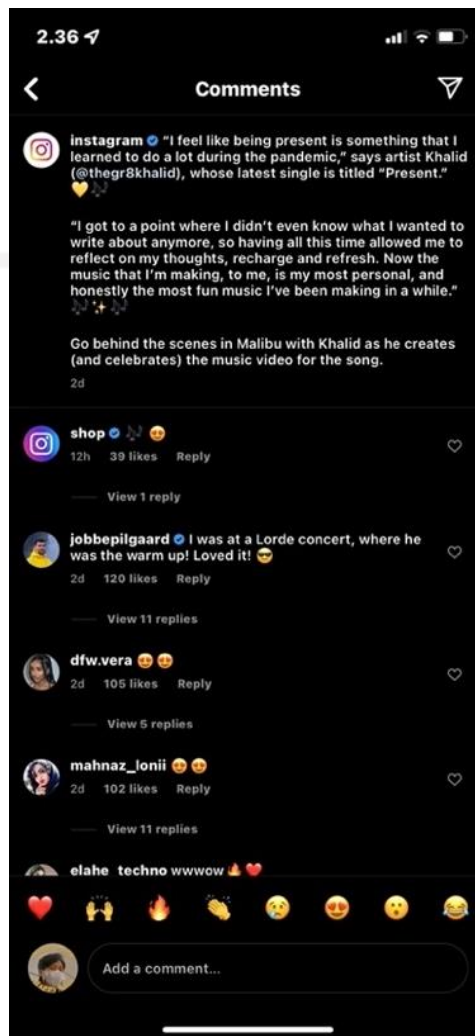 2.36
Comments
instagram "I feel like being present is something that I
learned to do a lot during the pandemic," says artist Khalid
(@thegr8khalid), whose latest single is titled "Present."
💛🎶
"I got to a point where I didn't even know what I wanted to
write about anymore, so having all this time allowed me to
reflect on my thoughts, recharge and refresh. Now the
music that I'm making, to me, is my most personal, and
honestly the most fun music I've been making in a while."
🎶✨🎶
Go behind the scenes in Malibu with Khalid as he creates
(and celebrates) the music video for the song.
2d
shop 🎶 😍
12h 39 likes Reply
View 1 reply
jobbepilgaard I was at a Lorde concert, where he
was the warm up! Loved it! 😎
2d 120 likes Reply
View 11 replies
dfw.vera 😍😍
2d 105 likes Reply
View 5 replies
mahnaz_lonii 😍😍
2d 102 likes Reply
View 11 replies
elahe_techno wwwow🔥❤️
❤️ 🙌 🔥 👏 😢 😍 😮 😂
Add a comment...